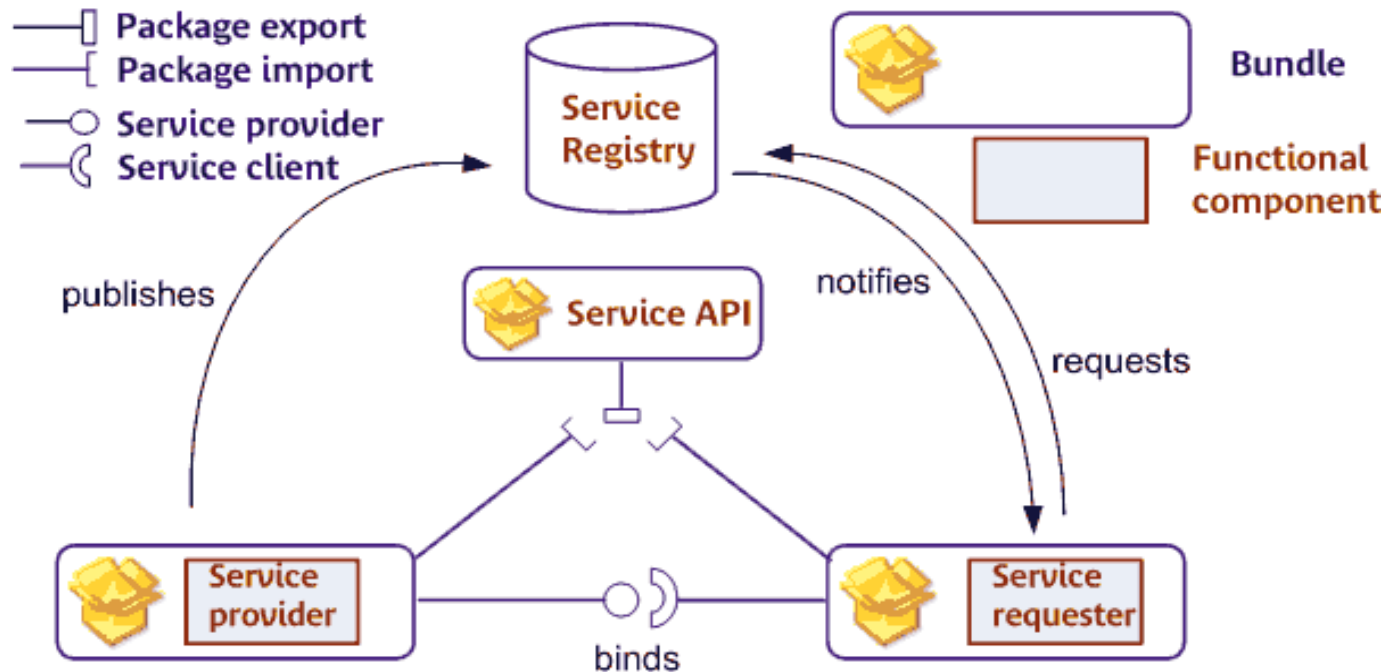 Package export
Package import
Service provider
Service client
Service
Registry
Bundle
Functional
component
publishes
notifies
requests
Service API
Service
provider
binds
Service
requester